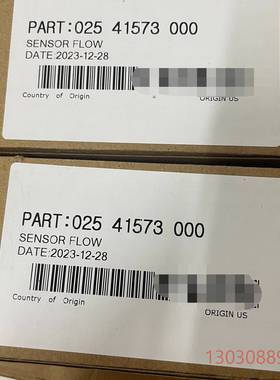 PART:025 41573 000
SENSOR FLOW
DATE:2023-12-28
Country of Origin
ORIGIN US
PART:025 41573 000
SENSOR FLOW
DATE:2023-12-28
Country of Origin
ORIGIN US